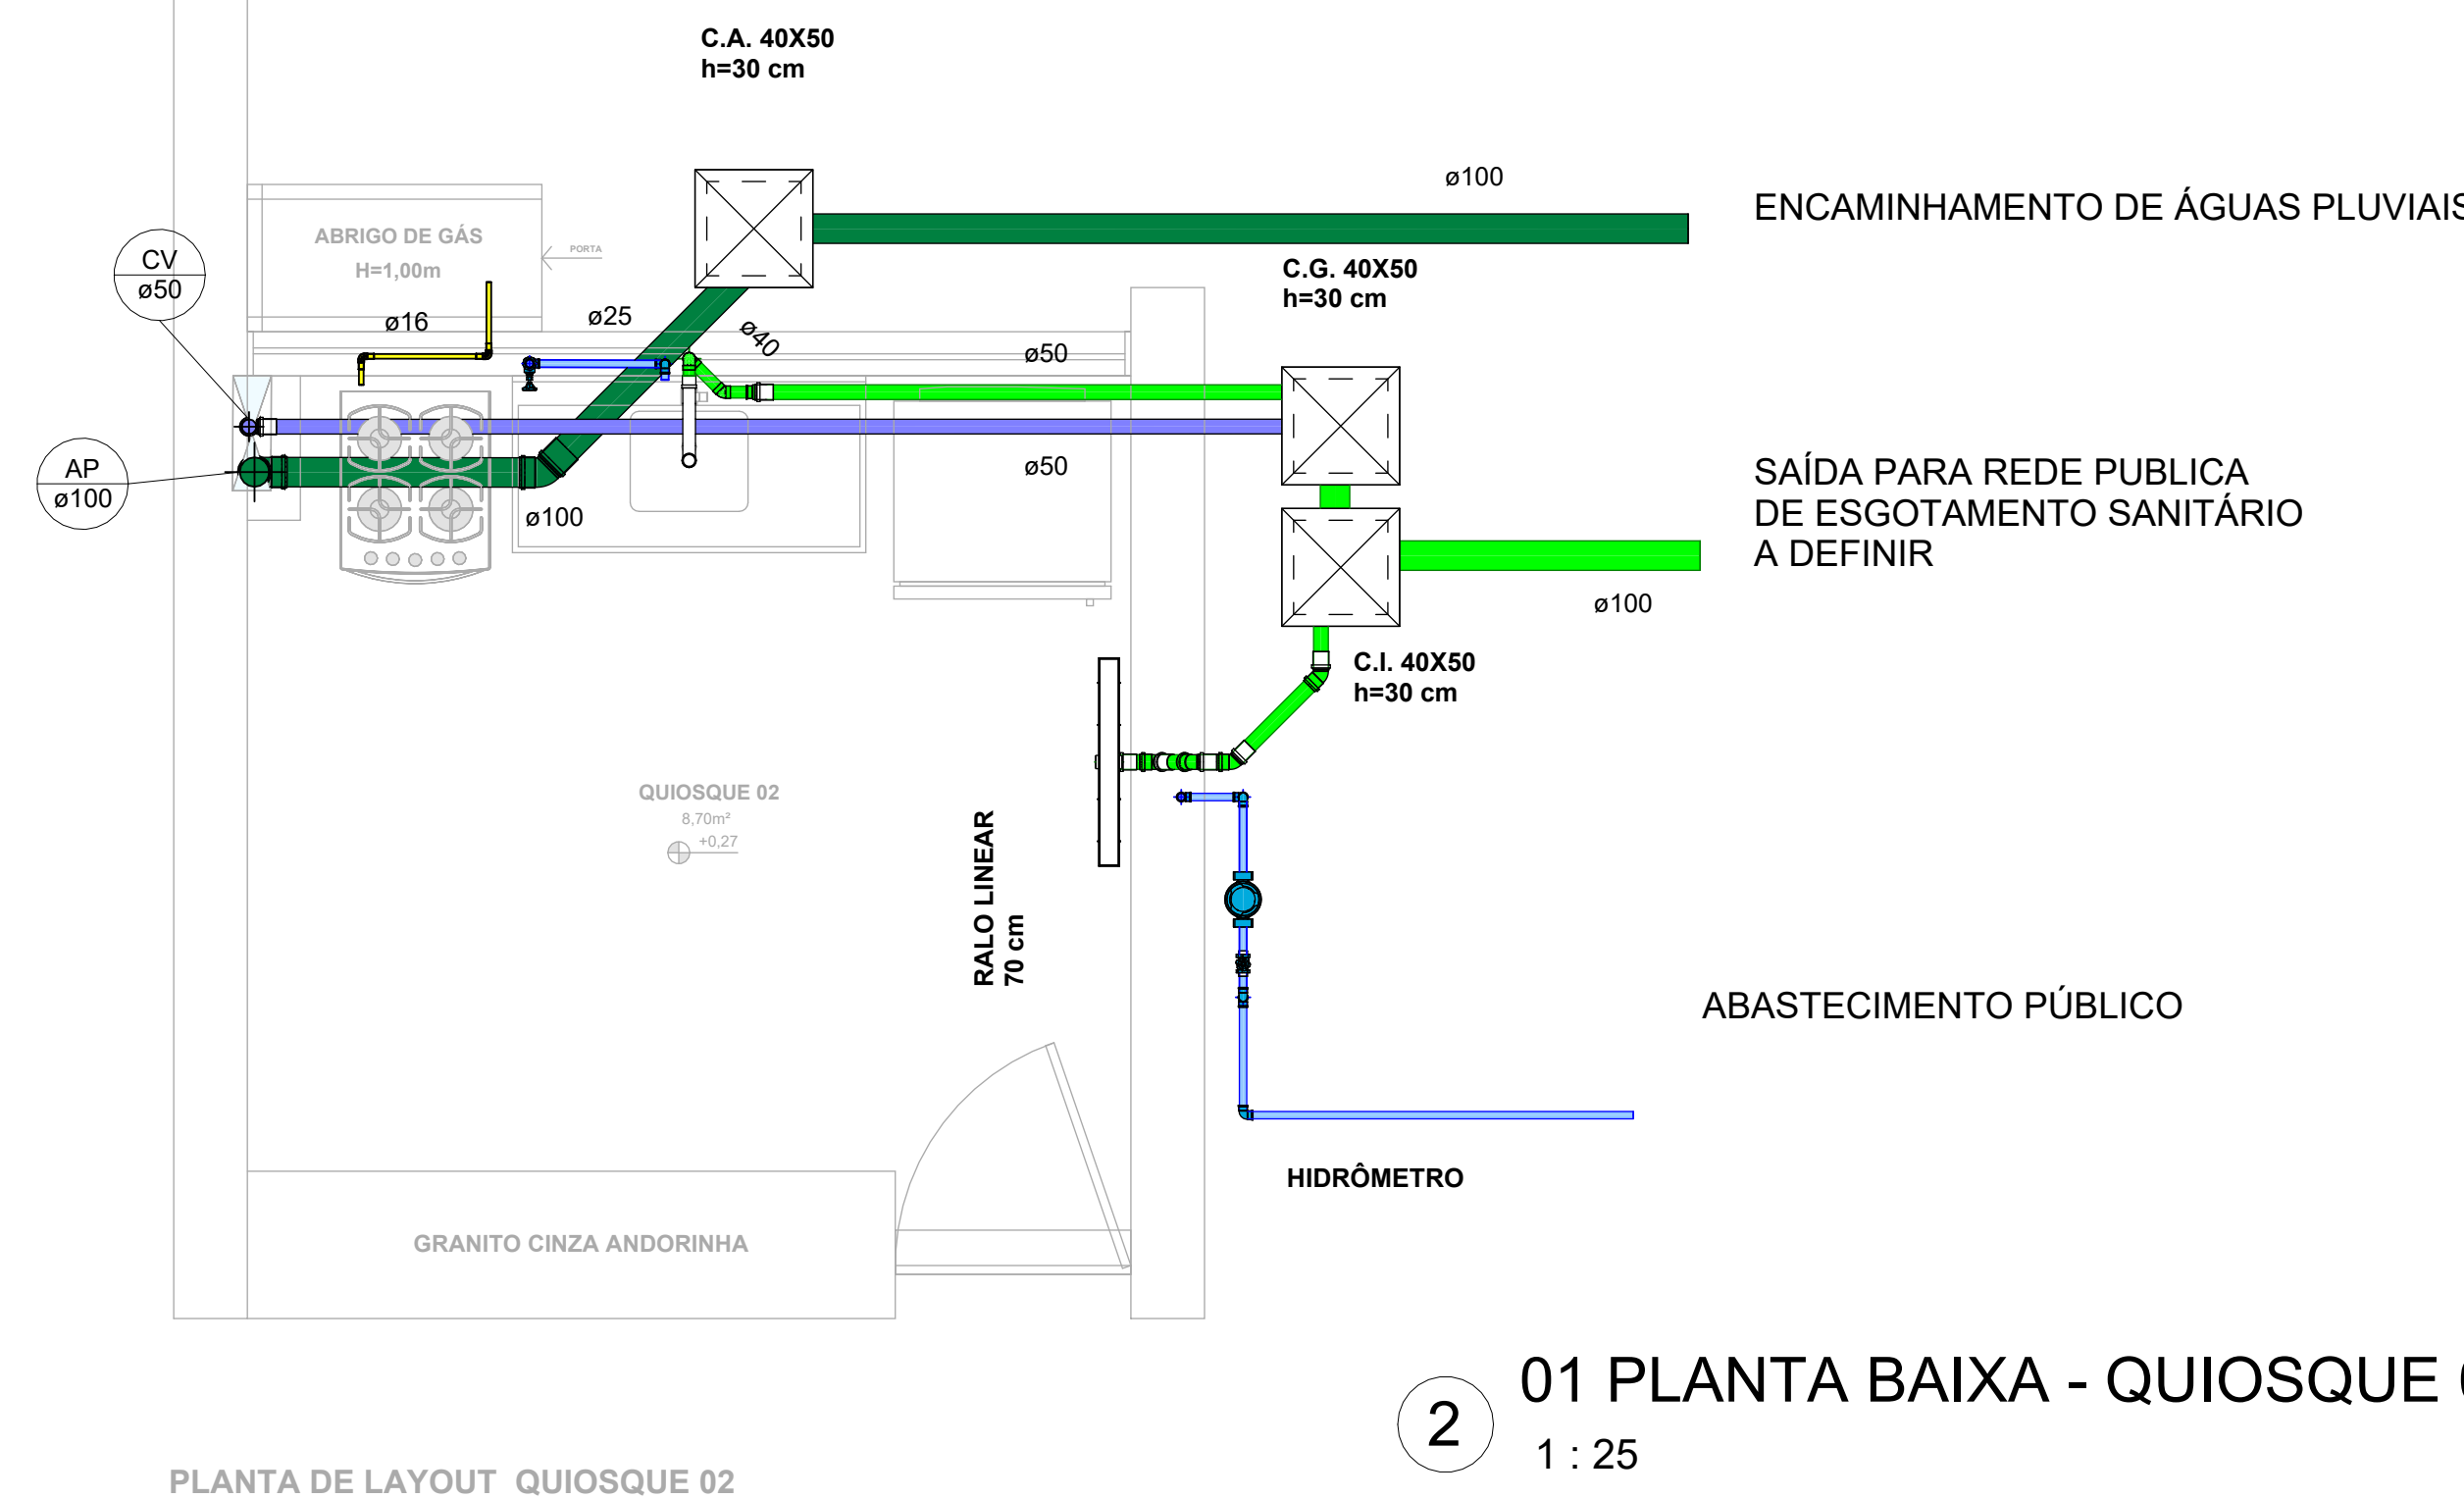 C.A. 40X50
h=30 cm
ø100
ENCAMINHAMENTO DE ÁGUAS PLUVIAIS
ABRIGO DE GÁS
H=1,00m
PORTA
CV
ø50
C.G. 40X50
h=30 cm
ø16
ø25
ø40
ø50
AP
ø100
ø50
ø100
SAÍDA PARA REDE PUBLICA
DE ESGOTAMENTO SANITÁRIO
A DEFINIR
ø100
C.I. 40X50
h=30 cm
QUIOSQUE 02
8,70m²
+0,27
RALO LINEAR
70 cm
ABASTECIMENTO PÚBLICO
HIDRÔMETRO
GRANITO CINZA ANDORINHA
2
01 PLANTA BAIXA - QUIOSQUE
1 : 25
PLANTA DE LAYOUT QUIOSQUE 02